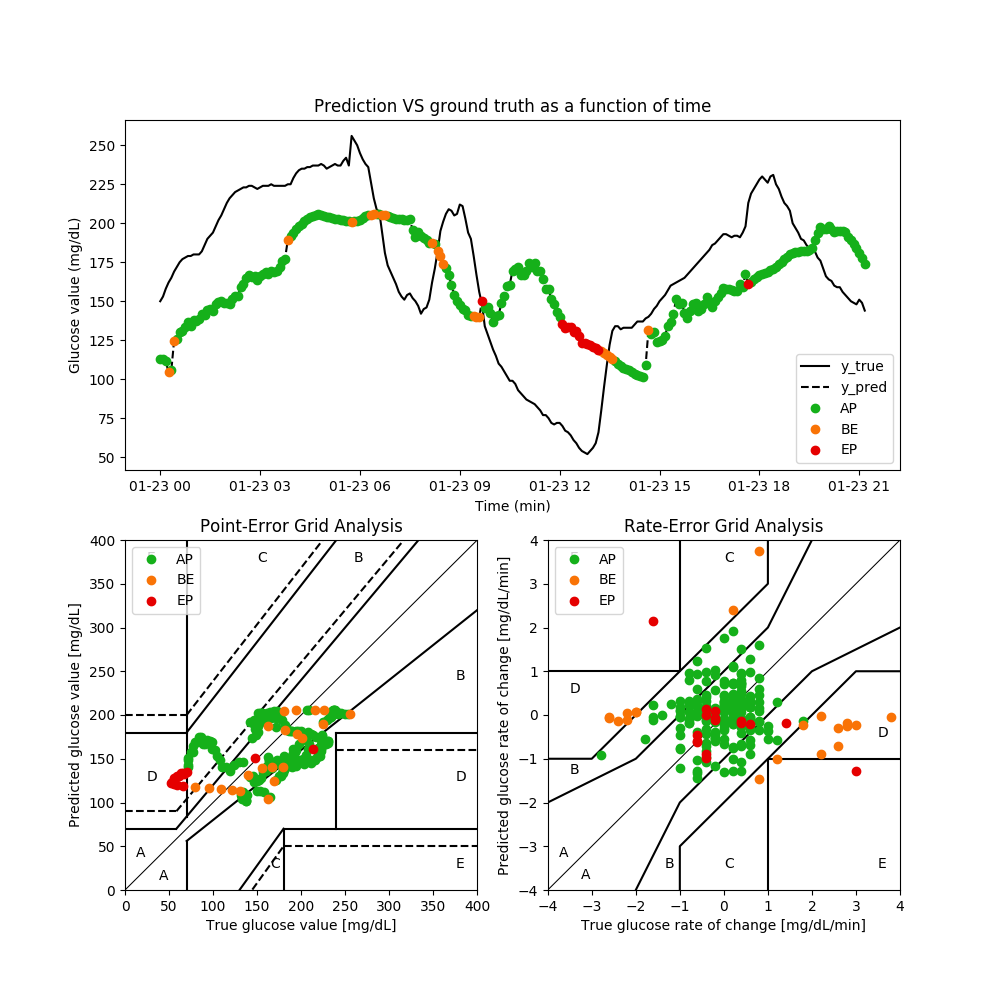 Prediction VS ground truth as a function of time
Glucose value (mg/dL)
250
225
200
175
150
125
100
75
50
y_true
y_pred
AP
BE
EP
01-23 00 01-23 03 01-23 06 01-23 09 01-23 12 01-23 15 01-23 18 01-23 21
Time (min)
Point-Error Grid Analysis
Predicted glucose value [mg/dL]
400
350
300
250
200
150
100
50
0
AP
BE
EP
C B
B
D D
A
A C E
0 50 100 150 200 250 300 350 400
True glucose value [mg/dL]
Rate-Error Grid Analysis
Predicted glucose rate of change [mg/dL/min]
4
3
2
1
0
−1
−2
−3
−4
AP
BE
EP
C
D
D
B
A
A B C E
−4 −3 −2 −1 0 1 2 3 4
True glucose rate of change [mg/dL/min]